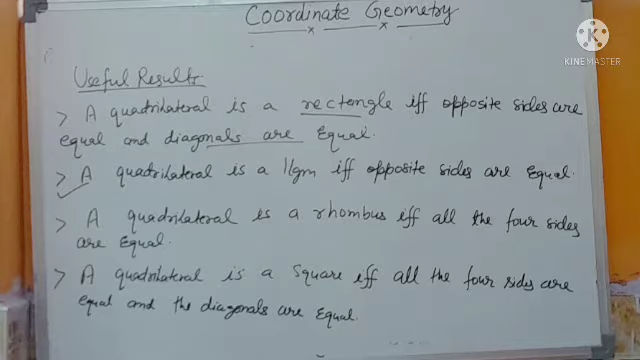 Coordinate Geometry
KINEMASTER
Useful Results
> A quadrilateral is a rectangle iff opposite sides are
equal and diagonals are Equal.
> A quadrilateral is a llgm iff opposite sides are Equal.
> A quadrilateral is a rhombus iff all the four sides
are Equal.
> A quadrilateral is a Square iff all the four sides are
equal and the diagonals are Equal.